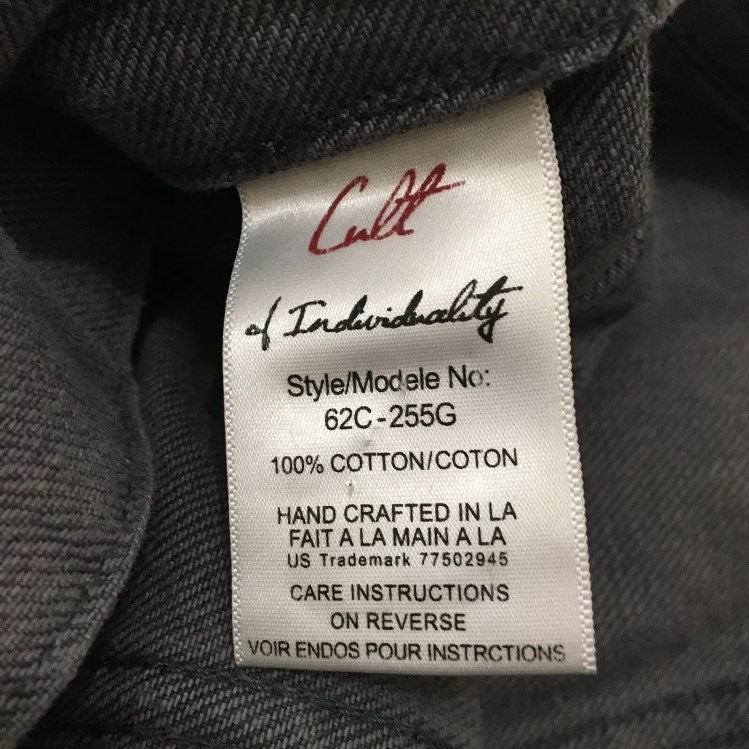 Cult
of Individuality
Style/Modele No:
62C-255G
100% COTTON/COTON
HAND CRAFTED IN LA
FAIT A LA MAIN A LA
US Trademark 77502945
CARE INSTRUCTIONS
ON REVERSE
VOIR ENDOS POUR INSTRCTIONS